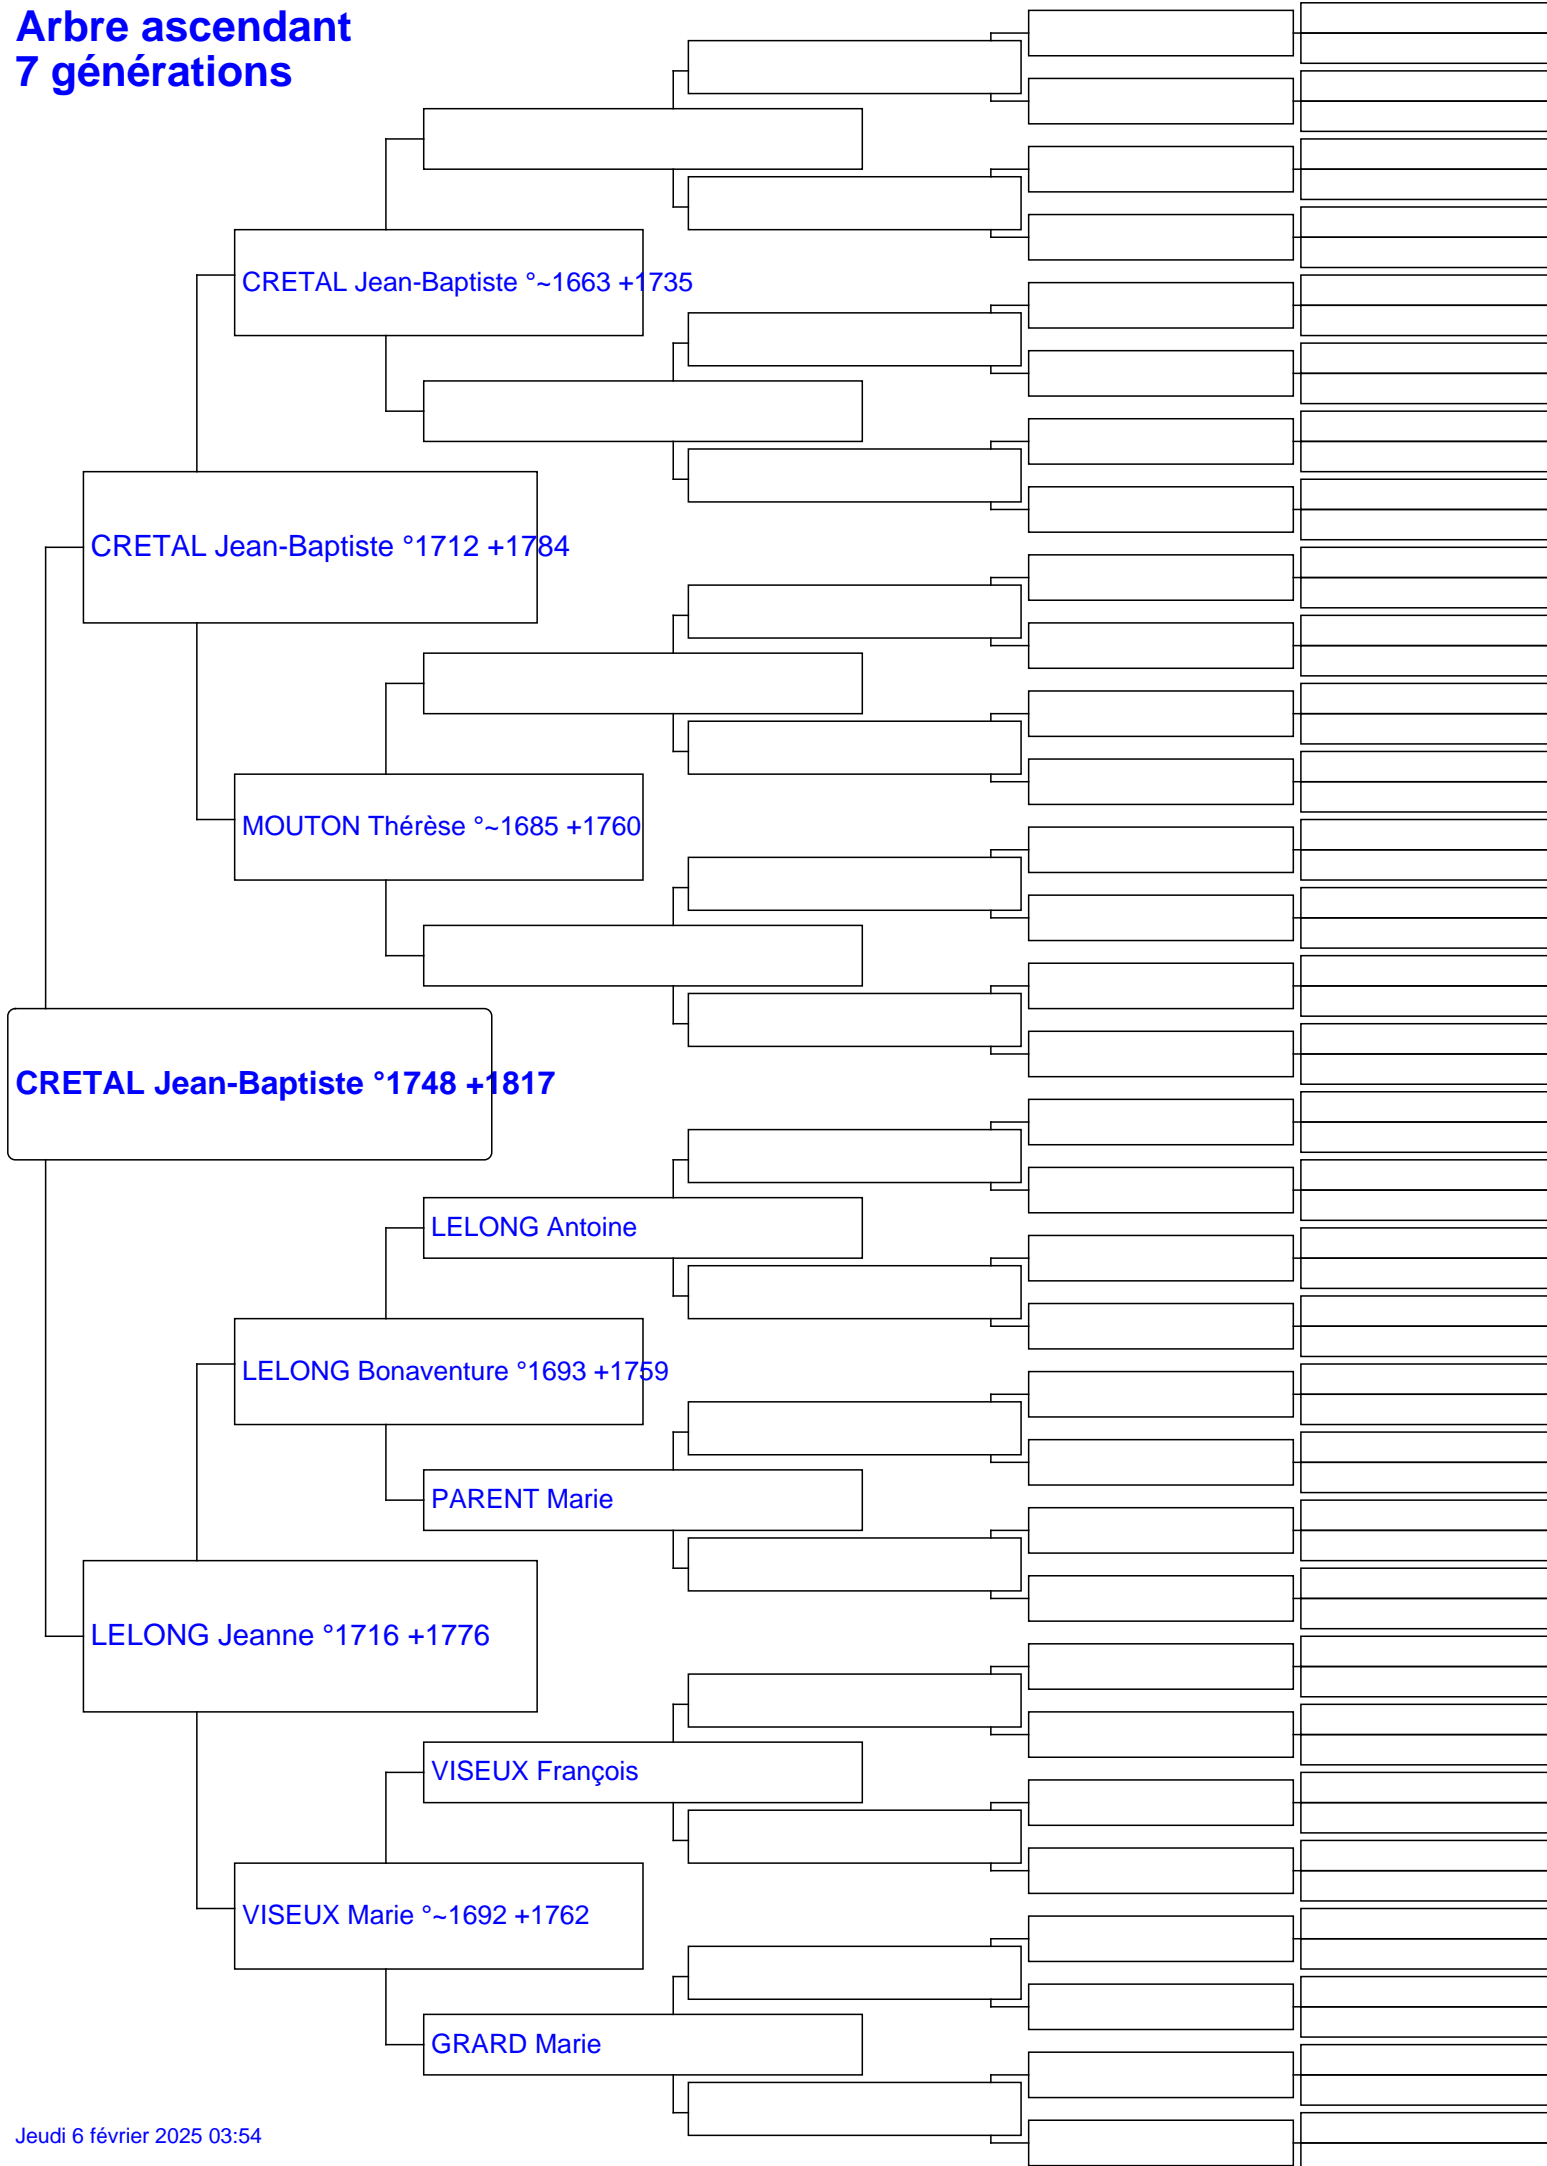 Arbre ascendant
7 générations
CRETAL Jean-Baptiste °~1663 +1735
CRETAL Jean-Baptiste °1712 +1784
MOUTON Thérèse °~1685 +1760
CRETAL Jean-Baptiste °1748 +1817
LELONG Antoine
LELONG Bonaventure °1693 +1759
PARENT Marie
LELONG Jeanne °1716 +1776
VISEUX François
VISEUX Marie °~1692 +1762
GRARD Marie
Jeudi 6 février 2025 03:54